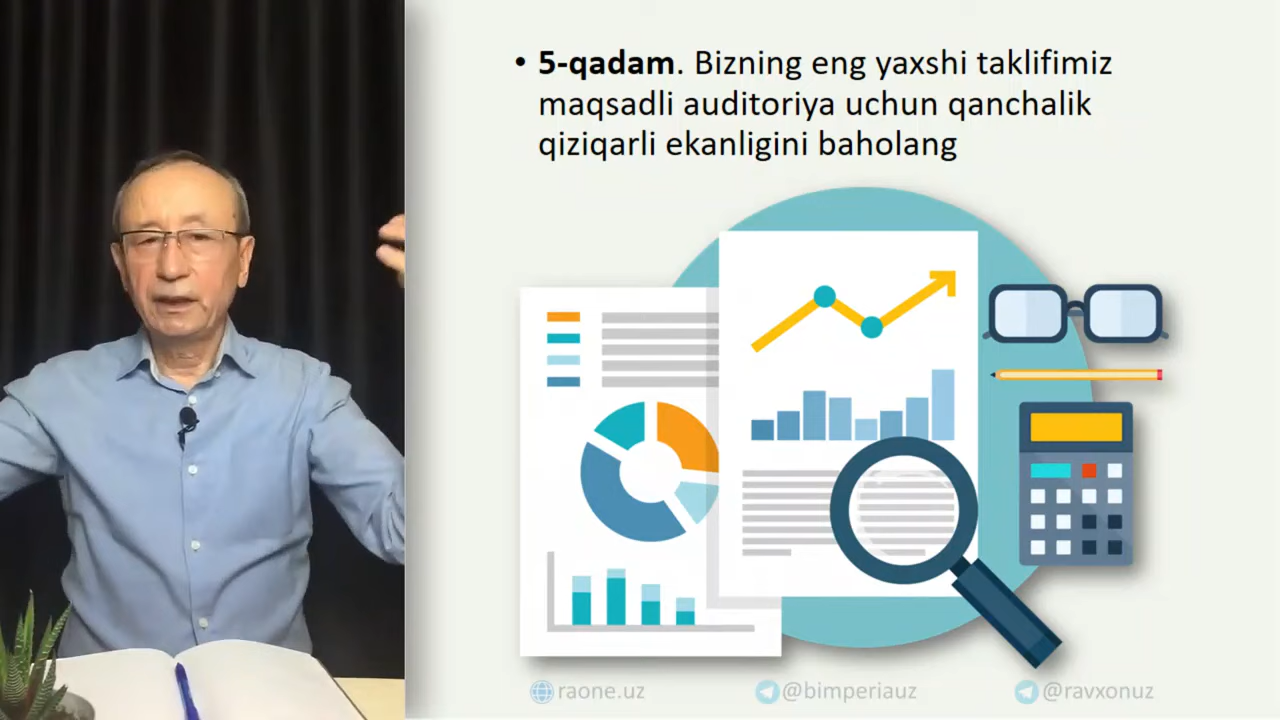 • 5-qadam. Bizning eng yaxshi taklifimiz
maqsadli auditoriya uchun qanchalik
qiziqarli ekanligini baholang
raone.uz
@bimperiauz
@ravxonuz